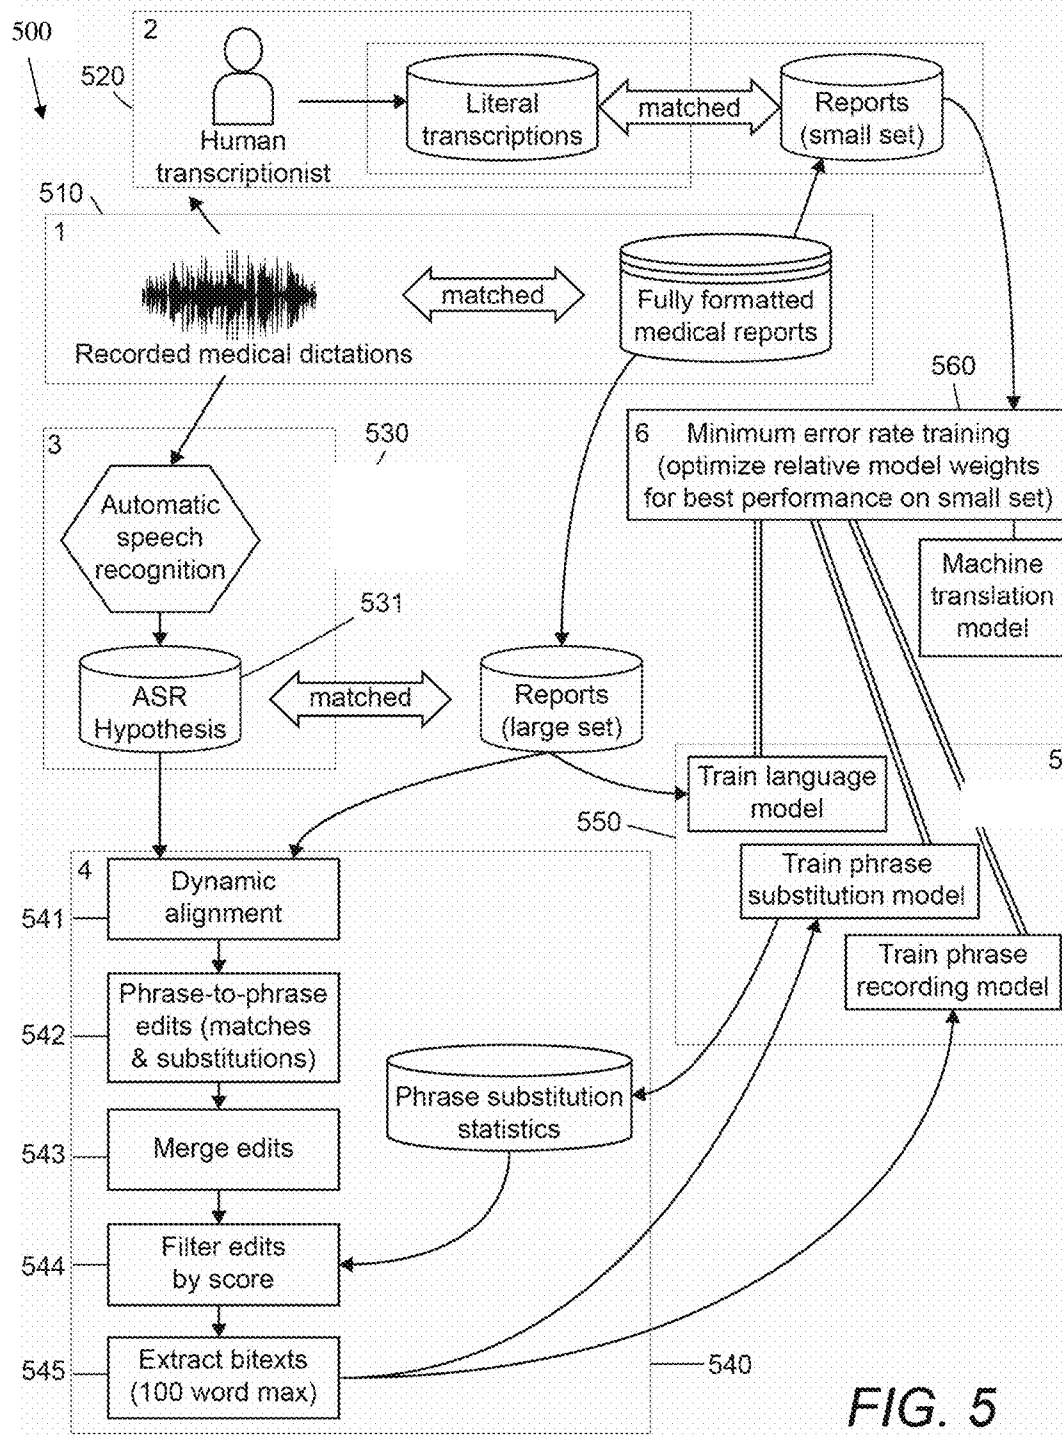 500
2
520
Human
transcriptionist
Literal
transcriptions
matched
Reports
(small set)
510
1
matched
Recorded medical dictations
Fully formatted
medical reports
560
3
530
6 Minimum error rate training
(optimize relative model weights
for best performance on small set)
Automatic
speech
recognition
Machine
translation
model
531
ASR
Hypothesis
matched
Reports
(large set)
5
Train language
model
550
4
Dynamic
alignment
541
Train phrase
substitution model
Train phrase
recording model
Phrase-to-phrase
edits (matches
& substitutions)
542
Phrase substitution
statistics
Merge edits
543
Filter edits
by score
544
Extract bitexts
(100 word max)
545
540
FIG. 5